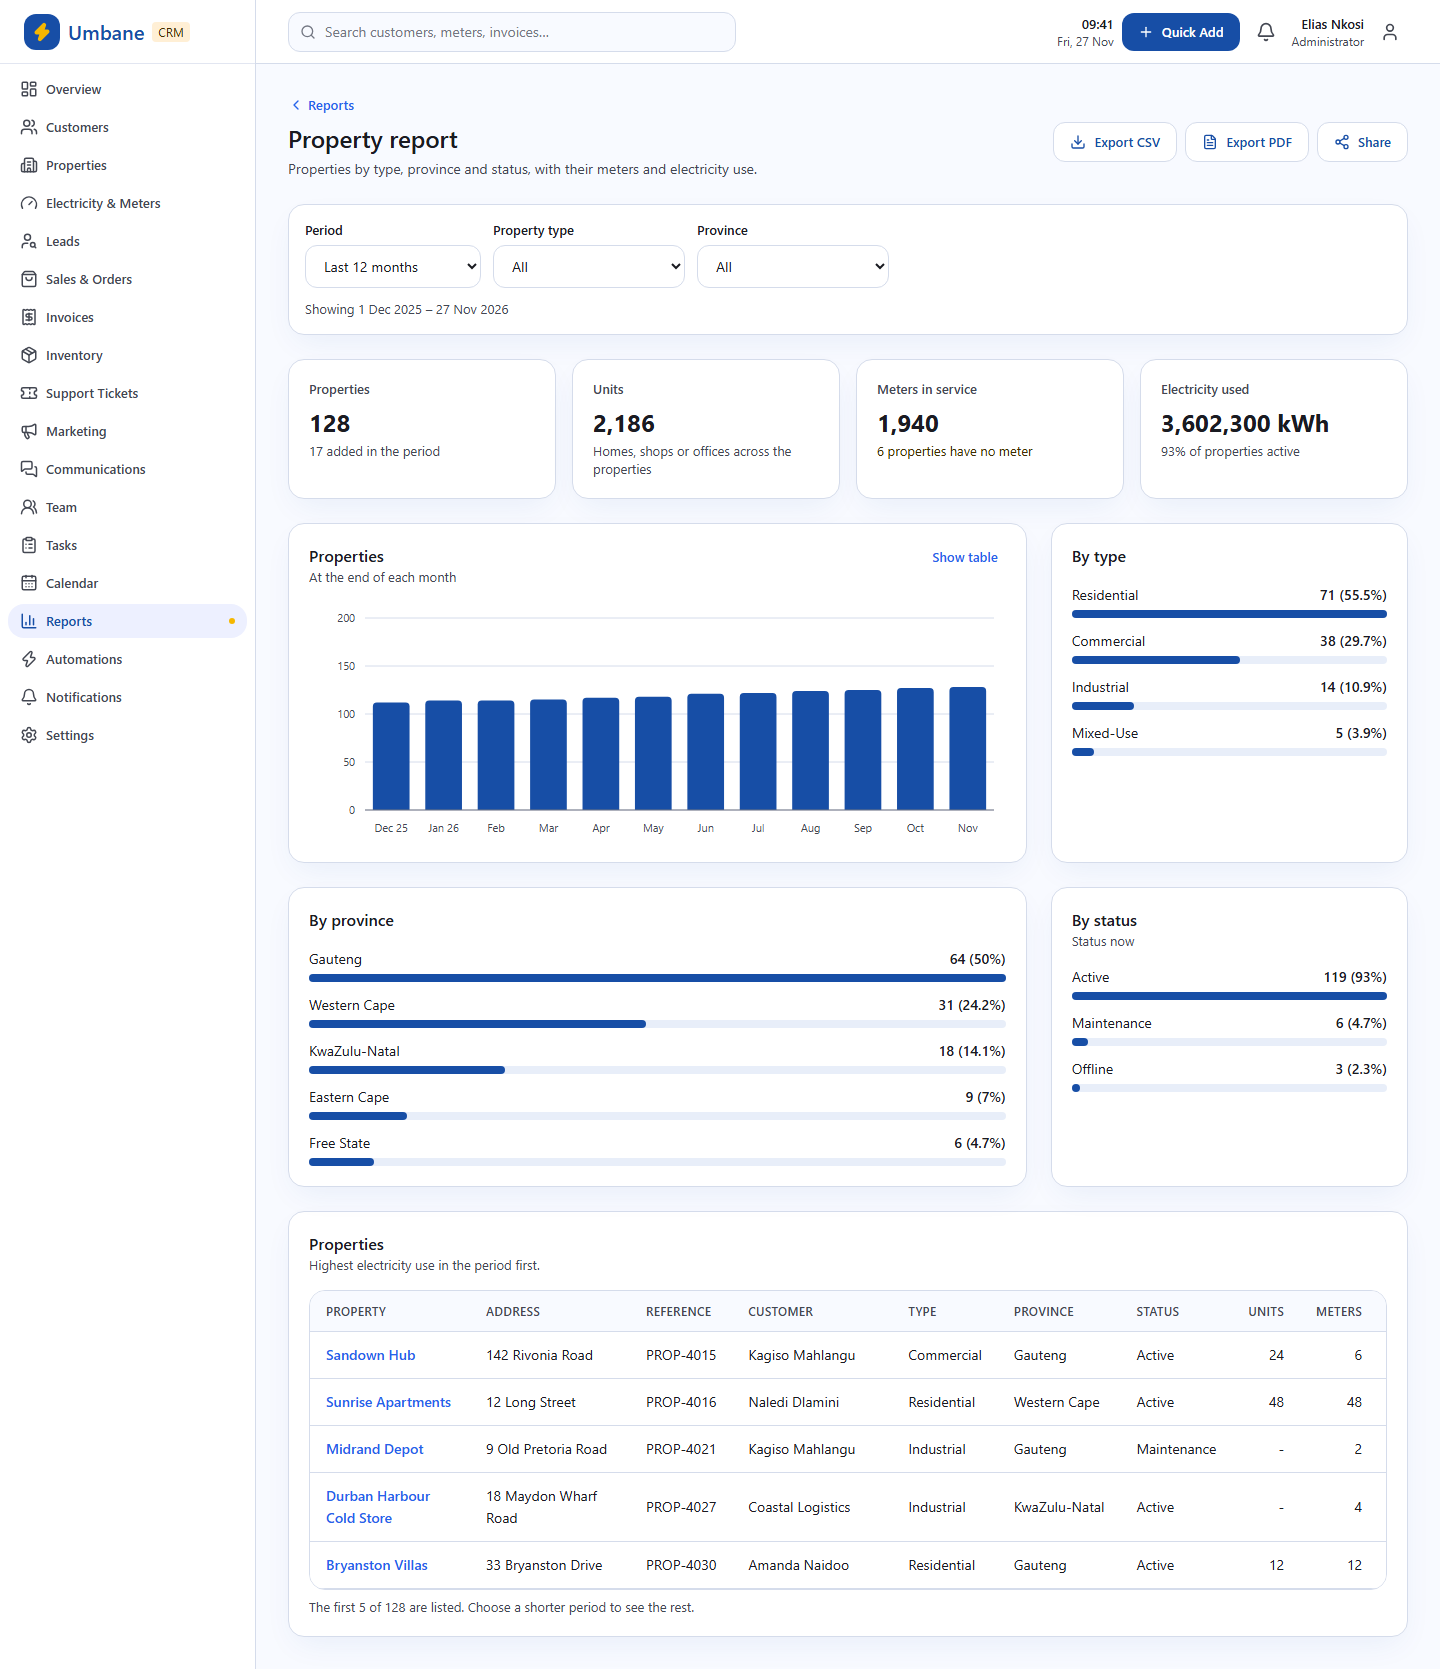 Umbane CRM
Search customers, meters, invoices...
09:41
Fri, 27 Nov
Quick Add
Elias Nkosi
Administrator
Overview
Customers
Properties
Electricity & Meters
Leads
Sales & Orders
Invoices
Inventory
Support Tickets
Marketing
Communications
Team
Tasks
Calendar
Reports
Automations
Notifications
Settings
Reports
Property report
Properties by type, province and status, with their meters and electricity use.
Export CSV
Export PDF
Share
Period
Property type
Province
Last 12 months
All
All
Showing 1 Dec 2025 – 27 Nov 2026
Properties
128
17 added in the period
Units
2,186
Homes, shops or offices across the
properties
Meters in service
1,940
6 properties have no meter
Electricity used
3,602,300 kWh
93% of properties active
Properties
At the end of each month
Show table
200
150
100
50
0
Dec 25 Jan 26 Feb Mar Apr May Jun Jul Aug Sep Oct Nov
By type
Residential 71 (55.5%)
Commercial 38 (29.7%)
Industrial 14 (10.9%)
Mixed-Use 5 (3.9%)
By province
Gauteng 64 (50%)
Western Cape 31 (24.2%)
KwaZulu-Natal 18 (14.1%)
Eastern Cape 9 (7%)
Free State 6 (4.7%)
By status
Status now
Active 119 (93%)
Maintenance 6 (4.7%)
Offline 3 (2.3%)
Properties
Highest electricity use in the period first.
PROPERTY ADDRESS REFERENCE CUSTOMER TYPE PROVINCE STATUS UNITS METERS
Sandown Hub 142 Rivonia Road PROP-4015 Kagiso Mahlangu Commercial Gauteng Active 24 6
Sunrise Apartments 12 Long Street PROP-4016 Naledi Dlamini Residential Western Cape Active 48 48
Midrand Depot 9 Old Pretoria Road PROP-4021 Kagiso Mahlangu Industrial Gauteng Maintenance - 2
Durban Harbour
Cold Store 18 Maydon Wharf
Road PROP-4027 Coastal Logistics Industrial KwaZulu-Natal Active - 4
Bryanston Villas 33 Bryanston Drive PROP-4030 Amanda Naidoo Residential Gauteng Active 12 12
The first 5 of 128 are listed. Choose a shorter period to see the rest.